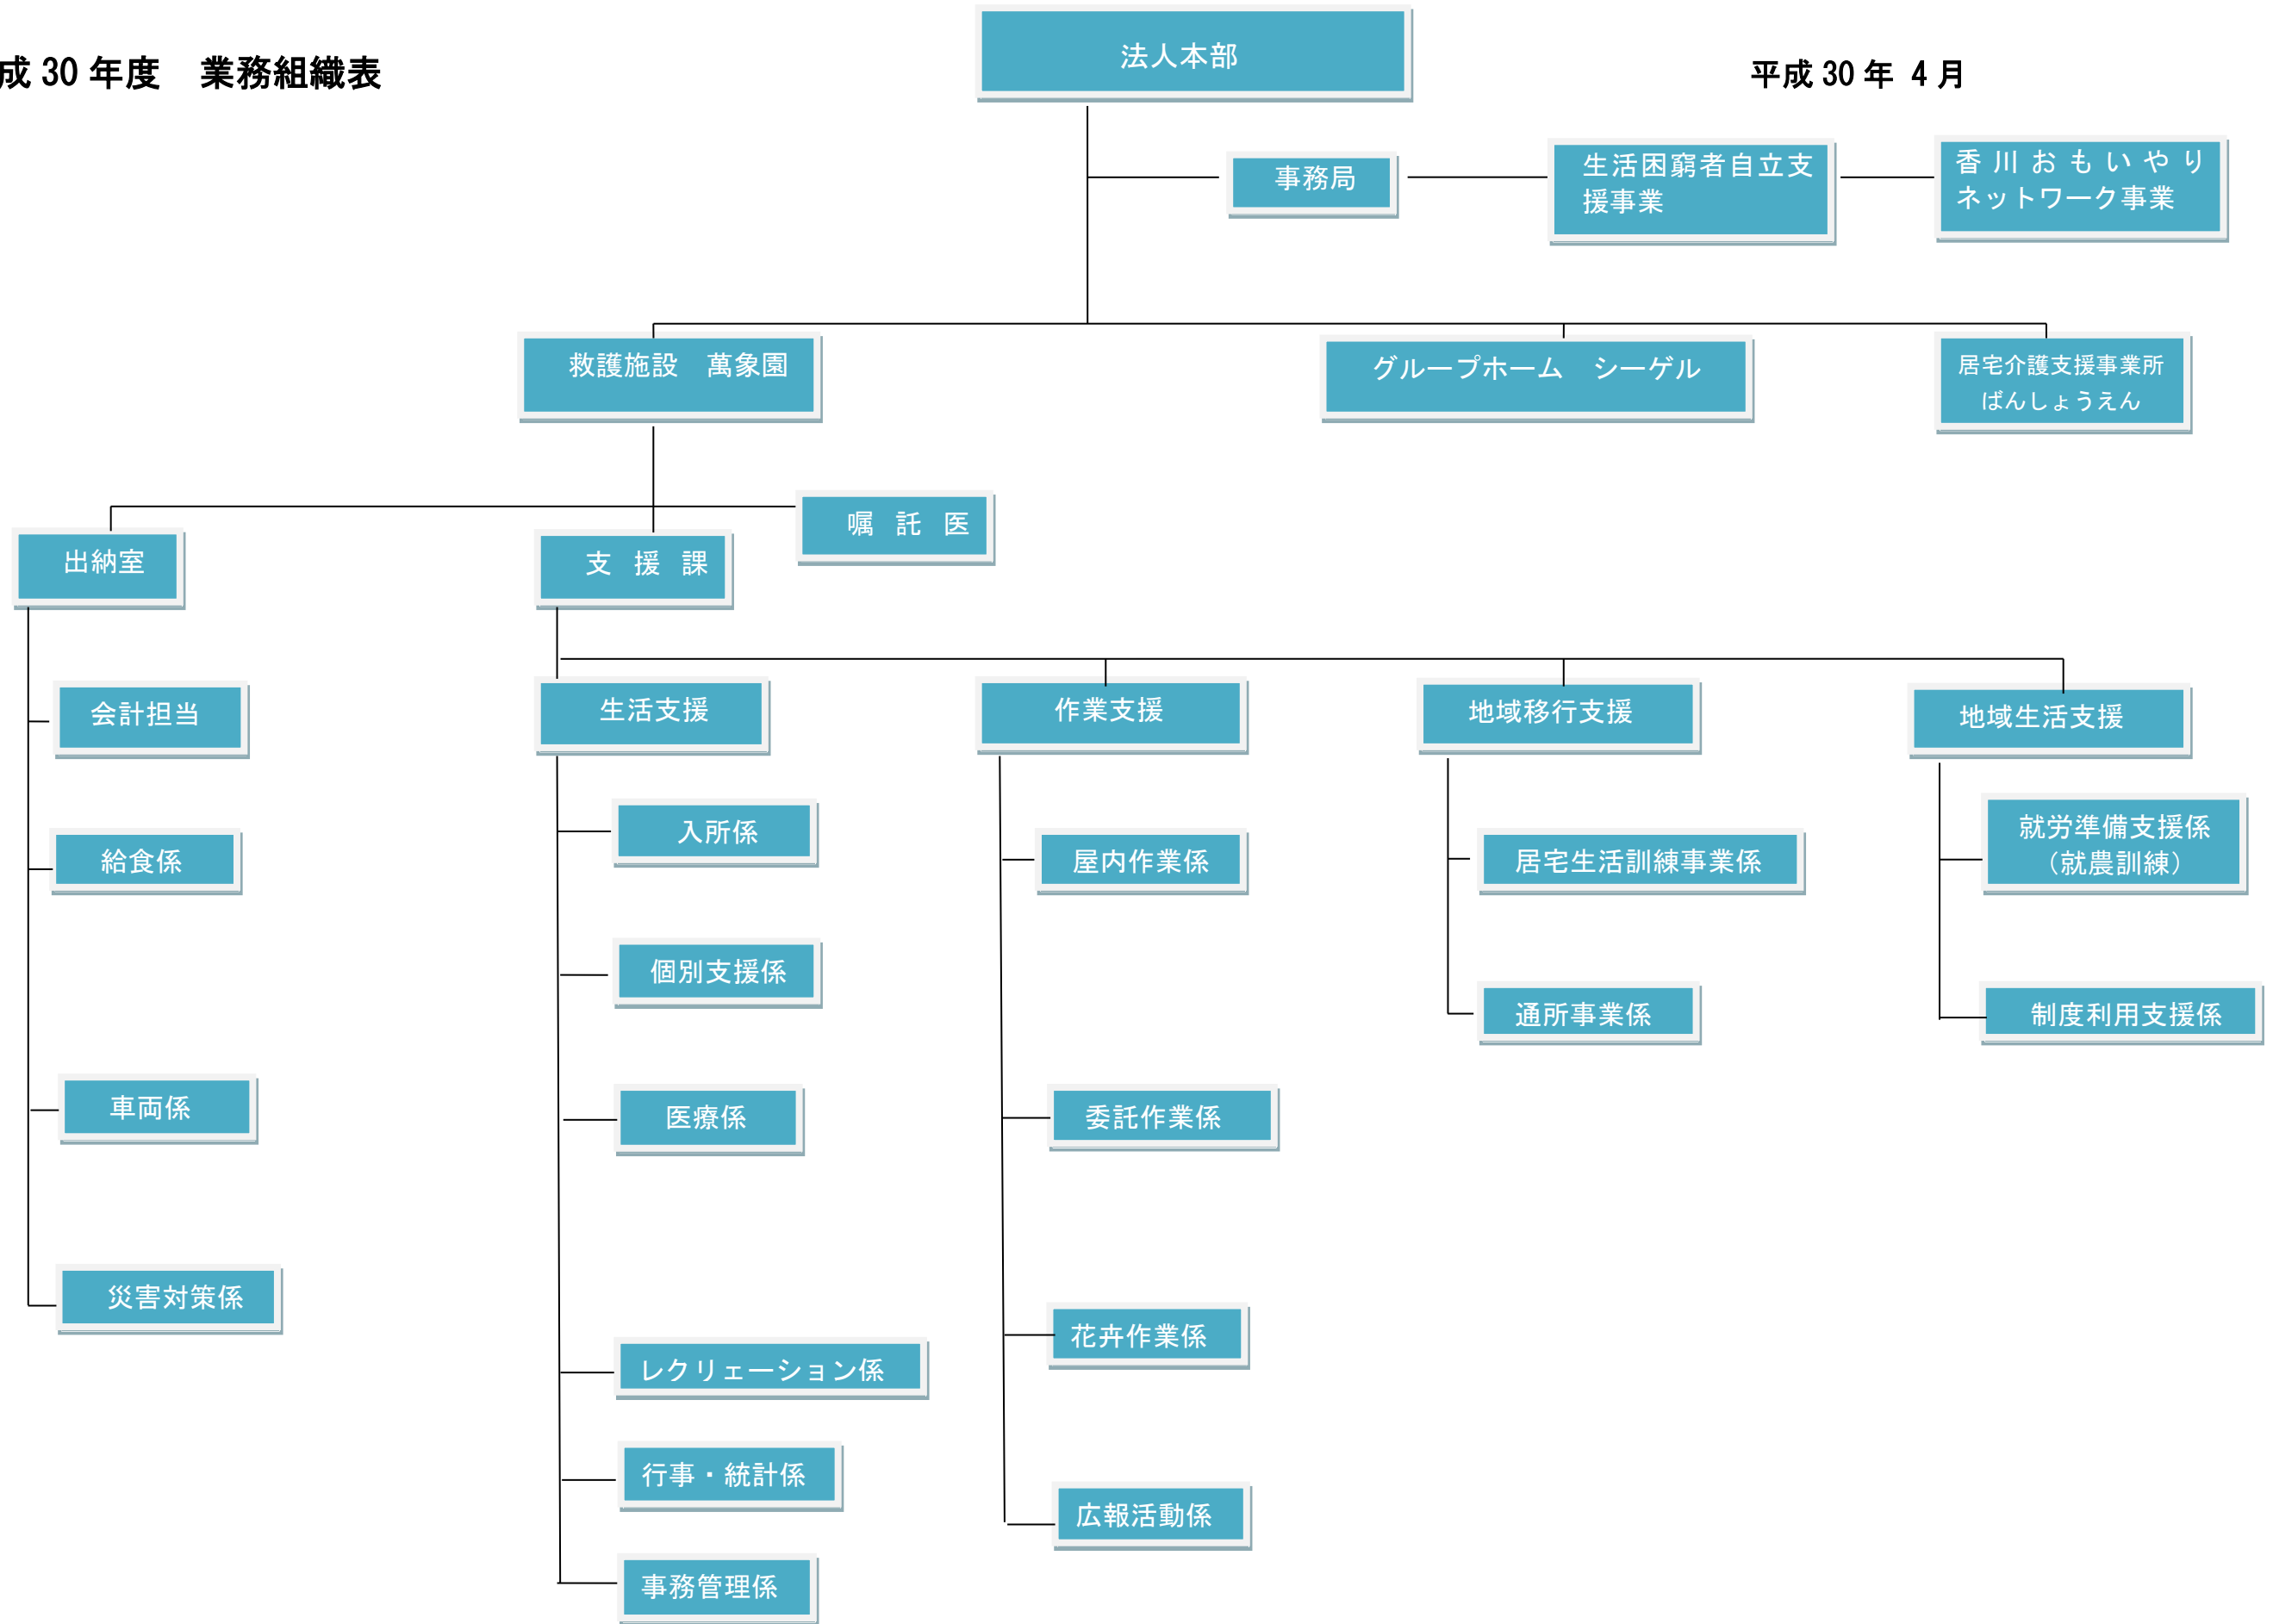 成 30 年度　業務組織表
法人本部
平成 30 年 4 月
事務局
生活困窮者自立支
援事業
香川おもいやり
ネットワーク事業
救護施設　萬象園
グループホーム　シーゲル
居宅介護支援事業所
ばんしょうえん
嘱　託　医
出納室
支　援　課
会計担当
生活支援
作業支援
地域移行支援
地域生活支援
給食係
入所係
屋内作業係
居宅生活訓練事業係
就労準備支援係
（就農訓練）
個別支援係
通所事業係
制度利用支援係
車両係
医療係
委託作業係
災害対策係
花卉作業係
レクリェーション係
行事・統計係
広報活動係
事務管理係